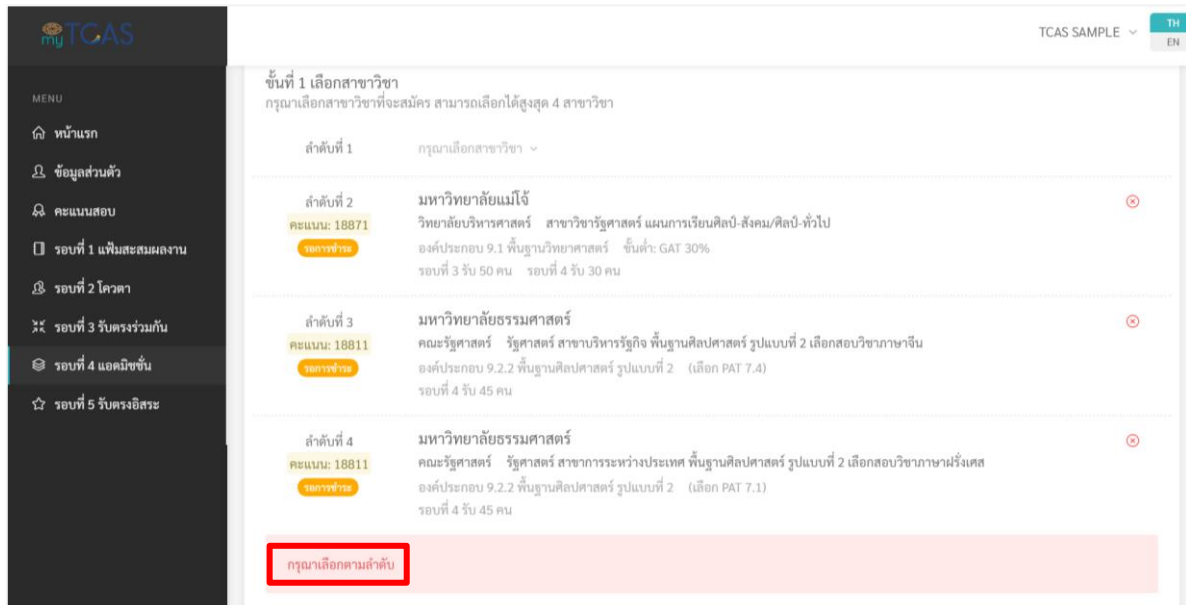 myTCAS
TCAS SAMPLE
TH
EN
MENU
หน้าแรก
ข้อมูลส่วนตัว
คะแนนสอบ
รอบที่ 1 แฟ้มสะสมผลงาน
รอบที่ 2 โควตา
รอบที่ 3 รับตรงร่วมกัน
รอบที่ 4 แอดมิชชั่น
รอบที่ 5 รับตรงอิสระ
ขั้นที่ 1 เลือกสาขาวิชา
กรุณาเลือกสาขาวิชาที่จะสมัคร สามารถเลือกได้สูงสุด 4 สาขาวิชา
ลำดับที่ 1 กรุณาเลือกสาขาวิชา
ลำดับที่ 2
คะแนน: 18871
รอการชำระ
มหาวิทยาลัยแม่โจ้
วิทยาลัยบริหารศาสตร์ สาขาวิชารัฐศาสตร์ แผนการเรียนศิลป์-สังคม/ศิลป์-ทั่วไป
องค์ประกอบ 9.1 พื้นฐานวิทยาศาสตร์ ขั้นต่ำ: GAT 30%
รอบที่ 3 รับ 50 คน รอบที่ 4 รับ 30 คน
ลำดับที่ 3
คะแนน: 18811
รอการชำระ
มหาวิทยาลัยธรรมศาสตร์
คณะรัฐศาสตร์ รัฐศาสตร์ สาขาบริหารรัฐกิจ พื้นฐานศิลปศาสตร์ รูปแบบที่ 2 เลือกสอบวิชาภาษาจีน
องค์ประกอบ 9.2.2 พื้นฐานศิลปศาสตร์ รูปแบบที่ 2 (เลือก PAT 7.4)
รอบที่ 4 รับ 45 คน
ลำดับที่ 4
คะแนน: 18811
รอการชำระ
มหาวิทยาลัยธรรมศาสตร์
คณะรัฐศาสตร์ รัฐศาสตร์ สาขาการระหว่างประเทศ พื้นฐานศิลปศาสตร์ รูปแบบที่ 2 เลือกสอบวิชาภาษาฝรั่งเศส
องค์ประกอบ 9.2.2 พื้นฐานศิลปศาสตร์ รูปแบบที่ 2 (เลือก PAT 7.1)
รอบที่ 4 รับ 45 คน
กรุณาเลือกตามลำดับ